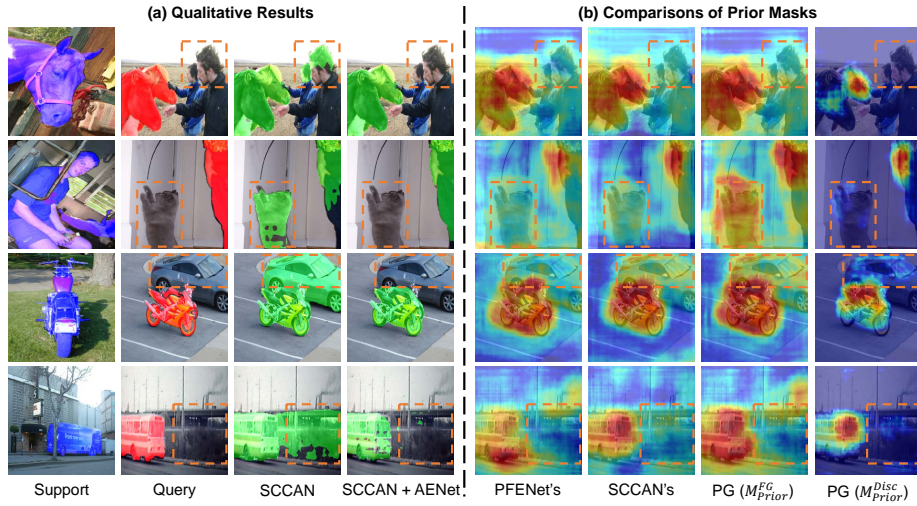 (a) Qualitative Results
(b) Comparisons of Prior Masks
Support
Query
SCCAN
SCCAN + AENet
PFENet's
SCCAN's
PG (M_{Prior}^{FG})
PG (M_{Prior}^{Disc})